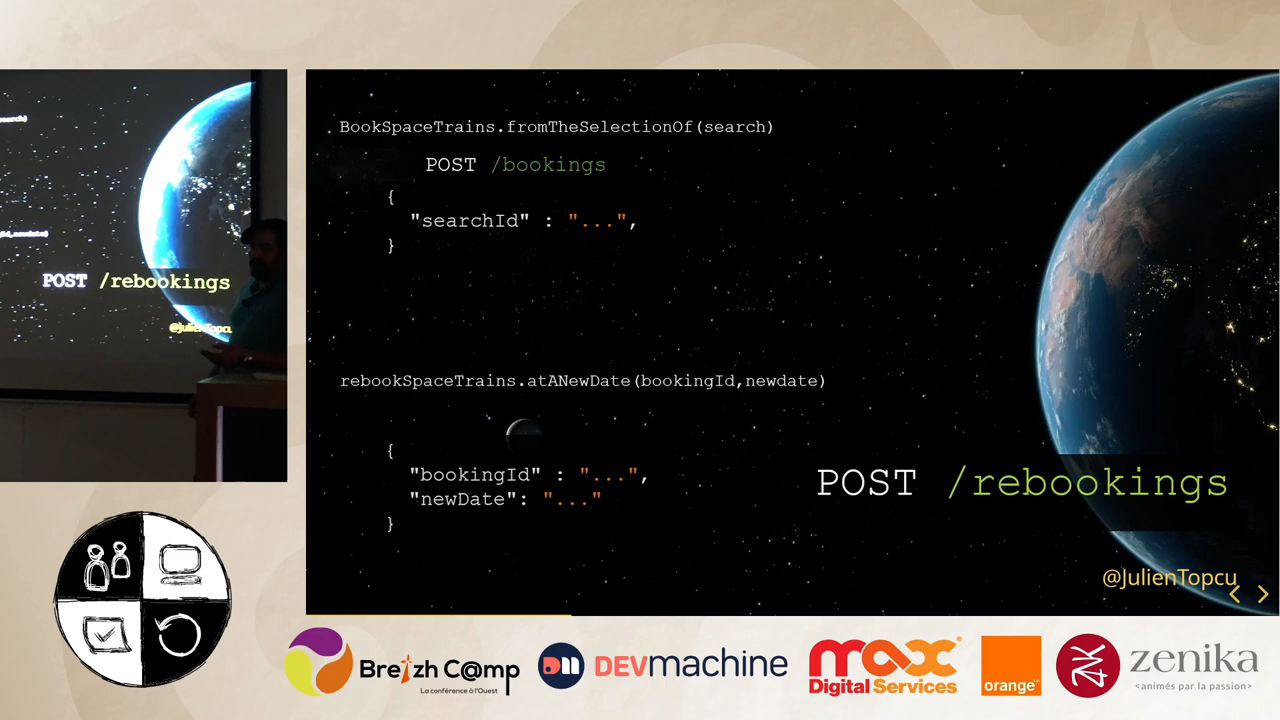 POST /rebookings
@JulienTopcu
BookSpaceTrains.fromTheSelectionOf(search)
POST /bookings
{
"searchId" : "...",
}
rebookSpaceTrains.atANewDate(bookingId,newdate)
{
"bookingId" : "...",
"newDate": "..."
}
POST /rebookings
@JulienTopcu
< >
Breizh C@mp
La conférence à l'Ouest
DEVmachine
max
Digital Services
orange
zenika
<animés par la passion>